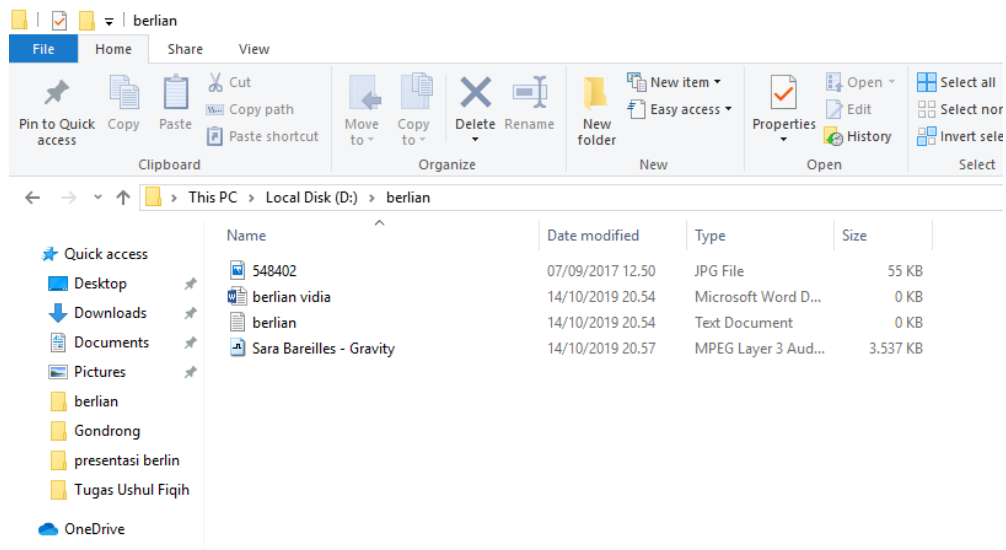 berlian
File Home Share View
Pin to Quick access
Copy
Paste
Cut
Copy path
Paste shortcut
Clipboard
Move to
Copy to
Delete
Rename
Organize
New folder
New item
Easy access
New
Properties
Open
Edit
History
Open
Select all
Select nor
Invert sele
Select
This PC > Local Disk (D:) > berlian
Name Date modified Type Size
548402 07/09/2017 12.50 JPG File 55 KB
berlian vidia 14/10/2019 20.54 Microsoft Word D... 0 KB
berlian 14/10/2019 20.54 Text Document 0 KB
Sara Bareilles - Gravity 14/10/2019 20.57 MPEG Layer 3 Aud... 3.537 KB
Quick access
Desktop
Downloads
Documents
Pictures
berlian
Gondrong
presentasi berlin
Tugas Ushul Fiqih
OneDrive